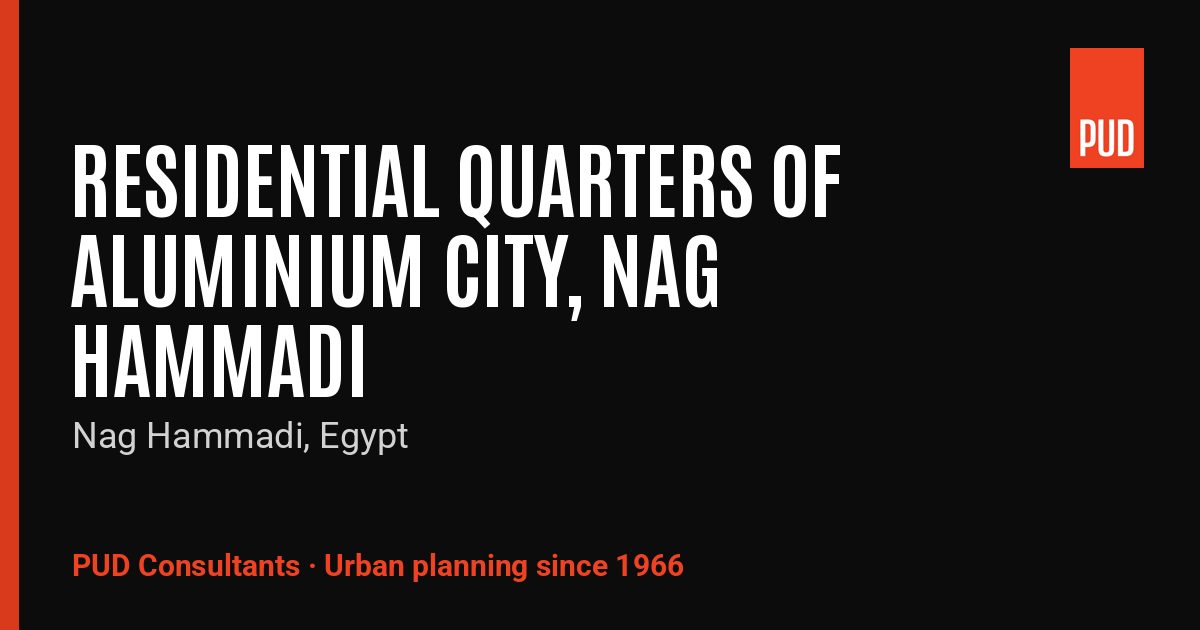 PUD
RESIDENTIAL QUARTERS OF
ALUMINIUM CITY, NAG
HAMMADI
Nag Hammadi, Egypt
PUD Consultants · Urban planning since 1966